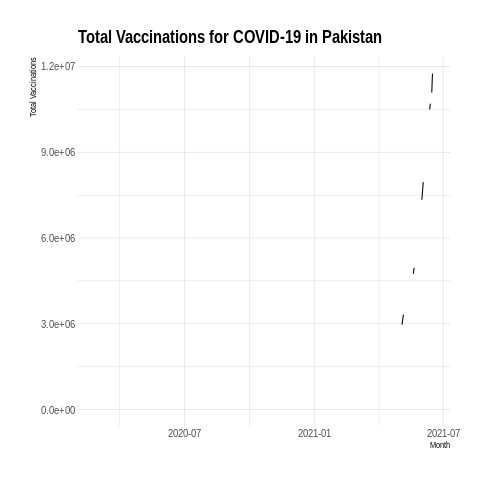 Total Vaccinations for COVID-19 in Pakistan
Total Vaccinations
1.2e+07
9.0e+06
6.0e+06
3.0e+06
0.0e+00
2020-07
2021-01
2021-07
Month